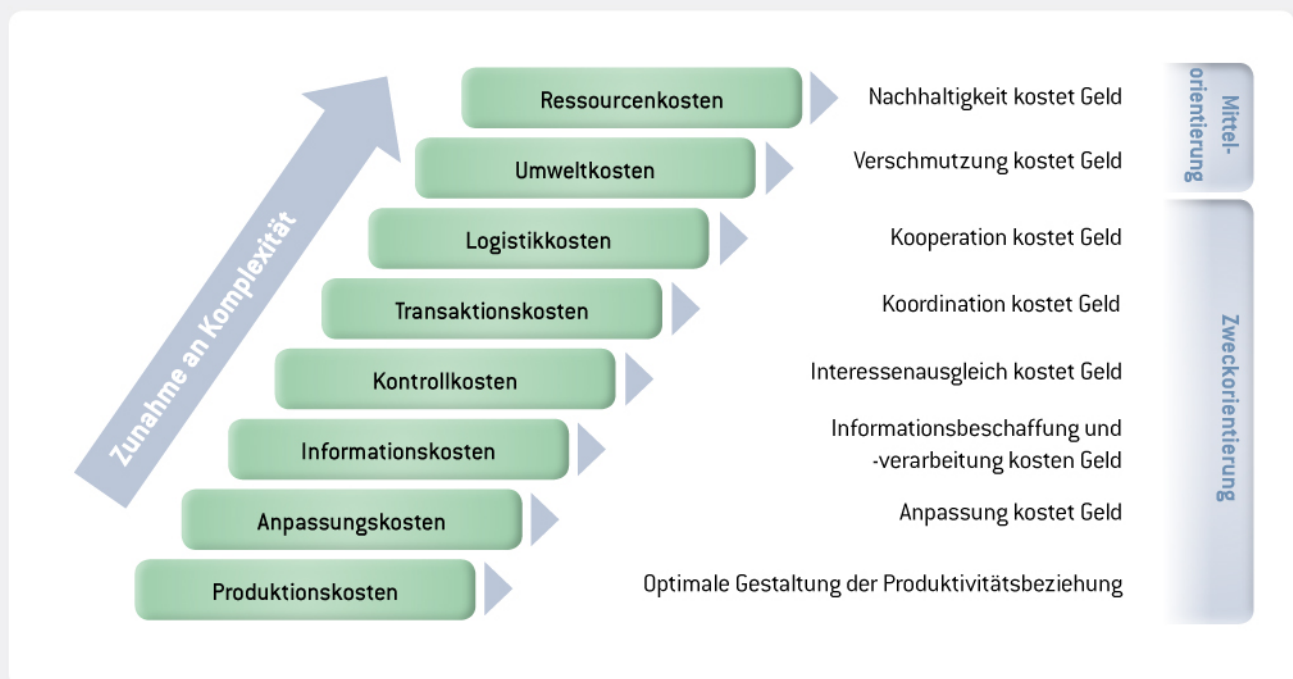 Ressourcenkosten
Nachhaltigkeit kostet Geld
Umweltkosten
Verschmutzung kostet Geld
Mittel-
orientierung
Logistikkosten
Kooperation kostet Geld
Transaktionskosten
Koordination kostet Geld
Kontrollkosten
Interessenausgleich kostet Geld
Informationskosten
Informationsbeschaffung und
-verarbeitung kosten Geld
Anpassungskosten
Anpassung kostet Geld
Produktionskosten
Optimale Gestaltung der Produktivitätsbeziehung
Zweckorientierung
Zunahme an Komplexität